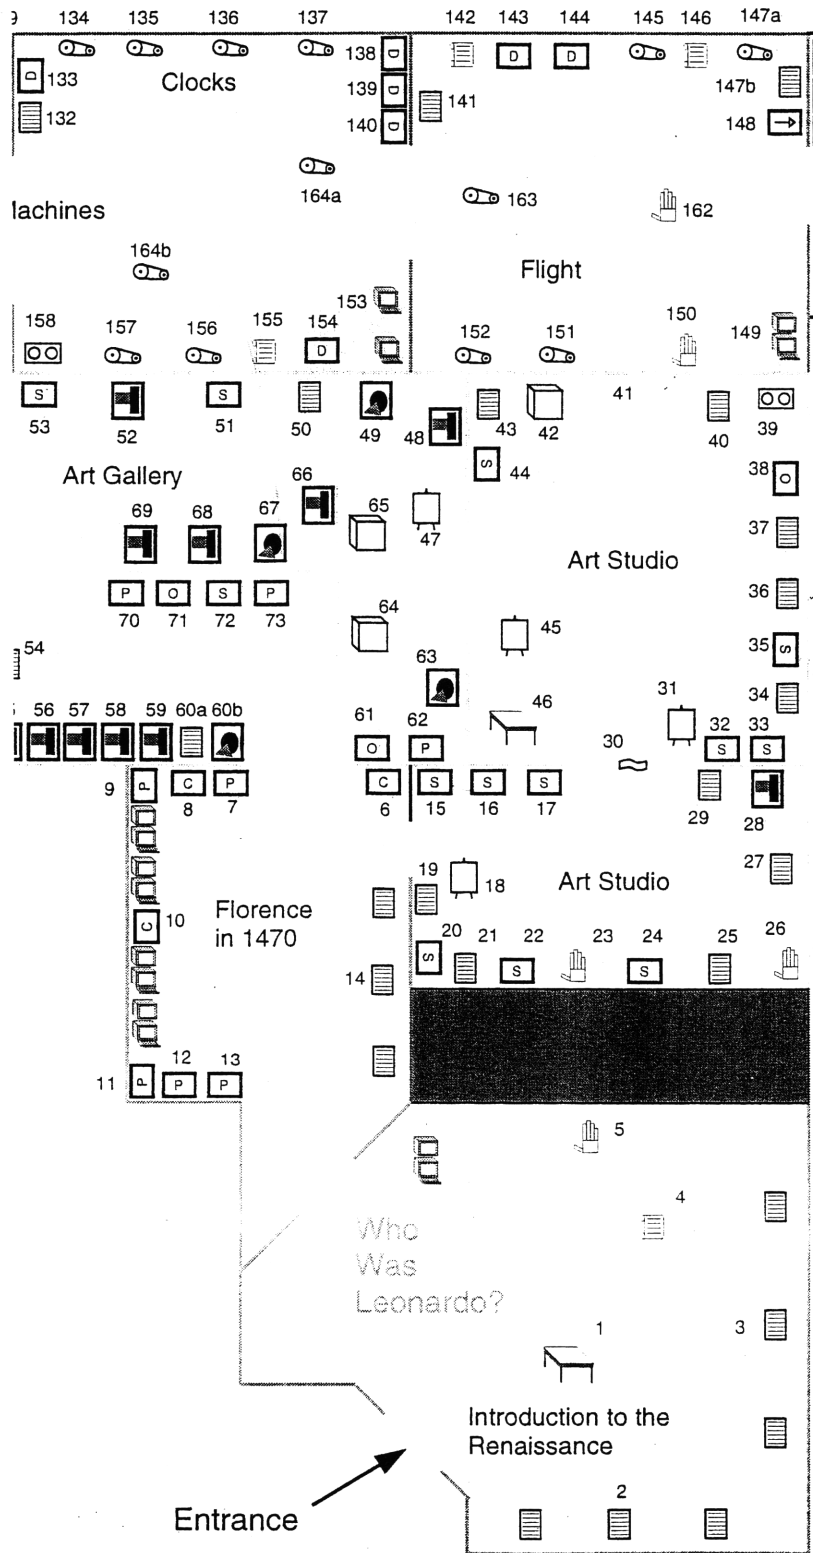 134 135 136 137 142 143 144 145 146 147a
D 133 Clocks 138 D D D 147b
132 139 D 141
140 D 148
164a 163 162
lachines
164b Flight
153
158 157 156 155 154 D 152 151 150 149
S S 41
53 52 51 50 49 48 43 42 40 39
S 44
Art Gallery 66 38 O
69 68 67 65 47 37
Art Studio
P O S P 36
70 71 72 73 64 45
54 63 35 S
34
56 57 58 59 60a 60b 61 62 46 31 32 33
O P 30 S S
9 P C P C S S S
8 7 6 15 16 17 29 28
27
19 18 Art Studio
10 C Florence
in 1470
S 20 21 22 23 24 25 26
14 S S
12 13
11 P P P
5
4
Who
Was
Leonardo?
1 3
Introduction to the
Renaissance
2
Entrance